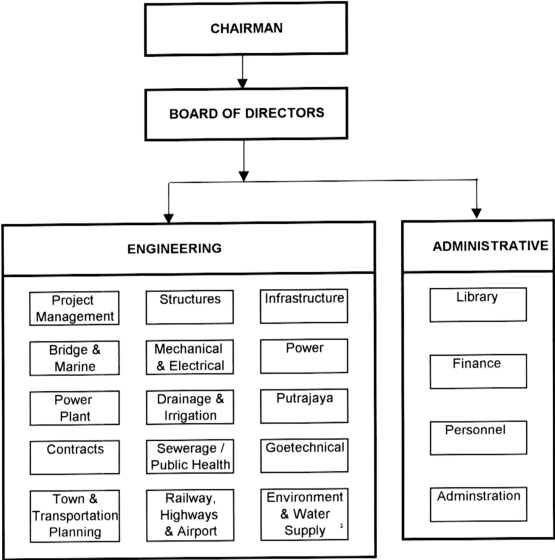 CHAIRMAN
BOARD OF DIRECTORS
ENGINEERING
Project
Management
Structures
Infrastructure
Bridge &
Marine
Mechanical
& Electrical
Power
Power
Plant
Drainage &
Irrigation
Putrajaya
Contracts
Sewerage /
Public Health
Goetechnical
Town &
Transportation
Planning
Railway,
Highways
& Airport
Environment
& Water
Supply
ADMINISTRATIVE
Library
Finance
Personnel
Adminstration